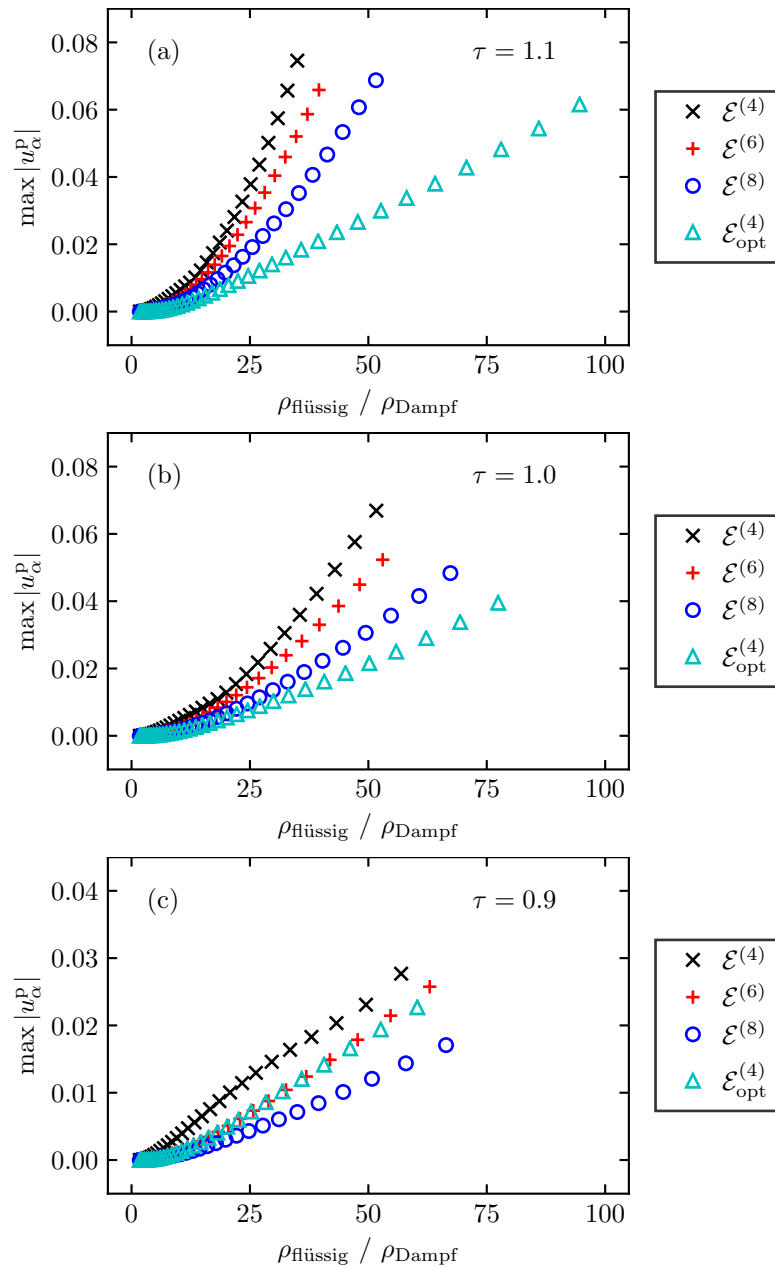 (a) τ = 1.1
max |u_α^p|
0.08
0.06
0.04
0.02
0.00
0 25 50 75 100
ρ_flüssig / ρ_Dampf
ℰ^(4)
ℰ^(6)
ℰ^(8)
ℰ_opt^(4)
(b) τ = 1.0
max |u_α^p|
0.08
0.06
0.04
0.02
0.00
0 25 50 75 100
ρ_flüssig / ρ_Dampf
ℰ^(4)
ℰ^(6)
ℰ^(8)
ℰ_opt^(4)
(c) τ = 0.9
max |u_α^p|
0.04
0.03
0.02
0.01
0.00
0 25 50 75 100
ρ_flüssig / ρ_Dampf
ℰ^(4)
ℰ^(6)
ℰ^(8)
ℰ_opt^(4)